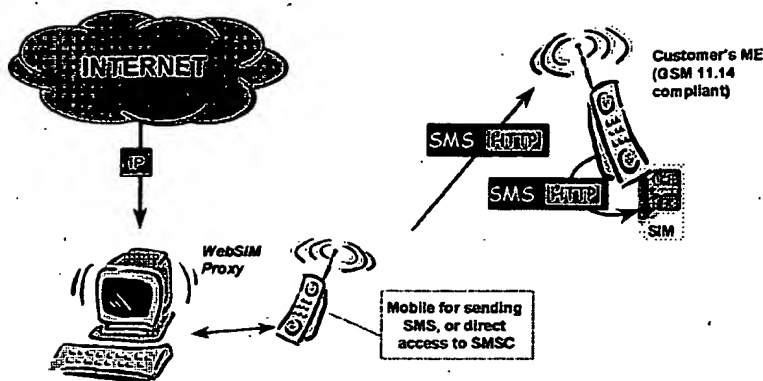 INTERNET
IP
WebSIM
Proxy
Mobile for sending
SMS, or direct
access to SMSC
SMS HTTP
SMS HTTP
Customer's ME
(GSM 11.14
compliant)
SIM